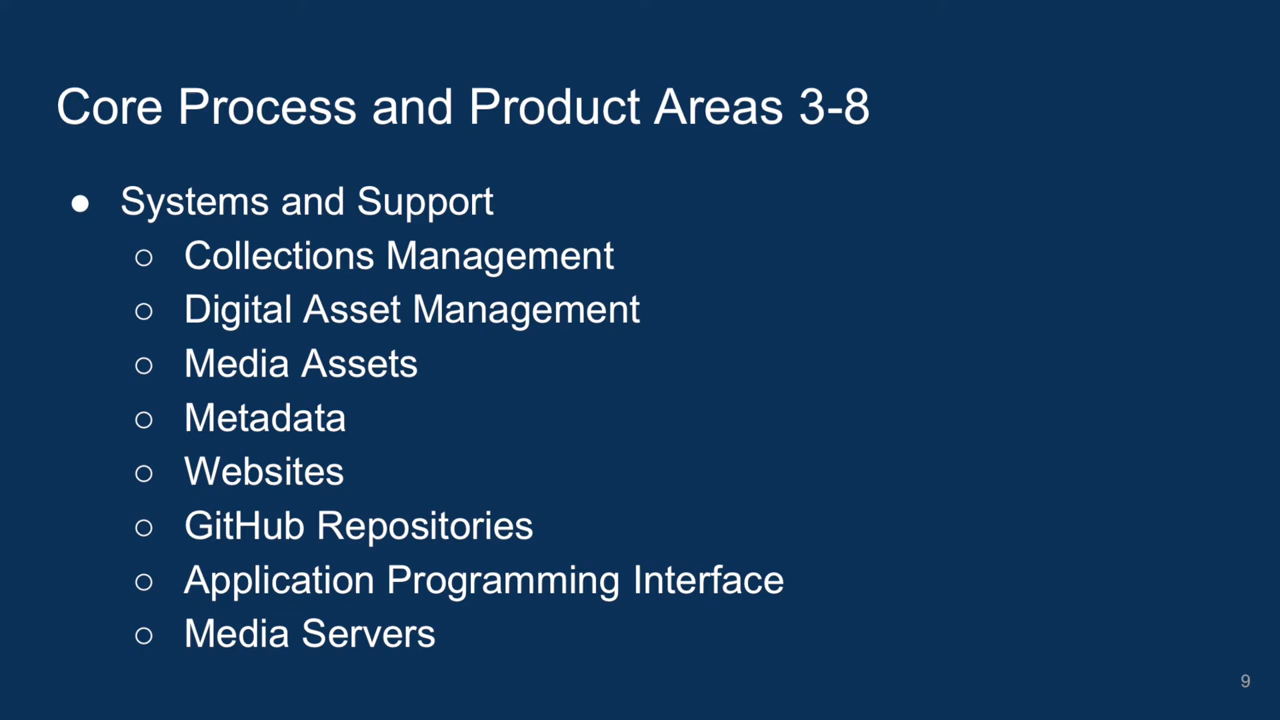 Core Process and Product Areas 3-8
● Systems and Support
○ Collections Management
○ Digital Asset Management
○ Media Assets
○ Metadata
○ Websites
○ GitHub Repositories
○ Application Programming Interface
○ Media Servers
9